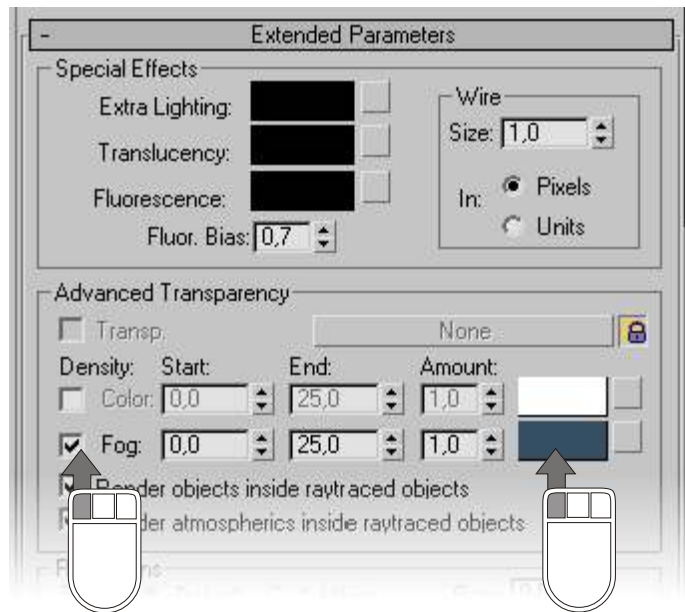 - Extended Parameters
Special Effects
Extra Lighting:
Translucency:
Fluorescence:
Fluor. Bias: 0,7
Wire
Size: 1,0
In: Pixels
Units
Advanced Transparency
Transp. None
Density: Start: End: Amount:
Color: 0,0 25,0 1,0
Fog: 0,0 25,0 1,0
Render objects inside raytraced objects
der atmospherics inside raytraced objects